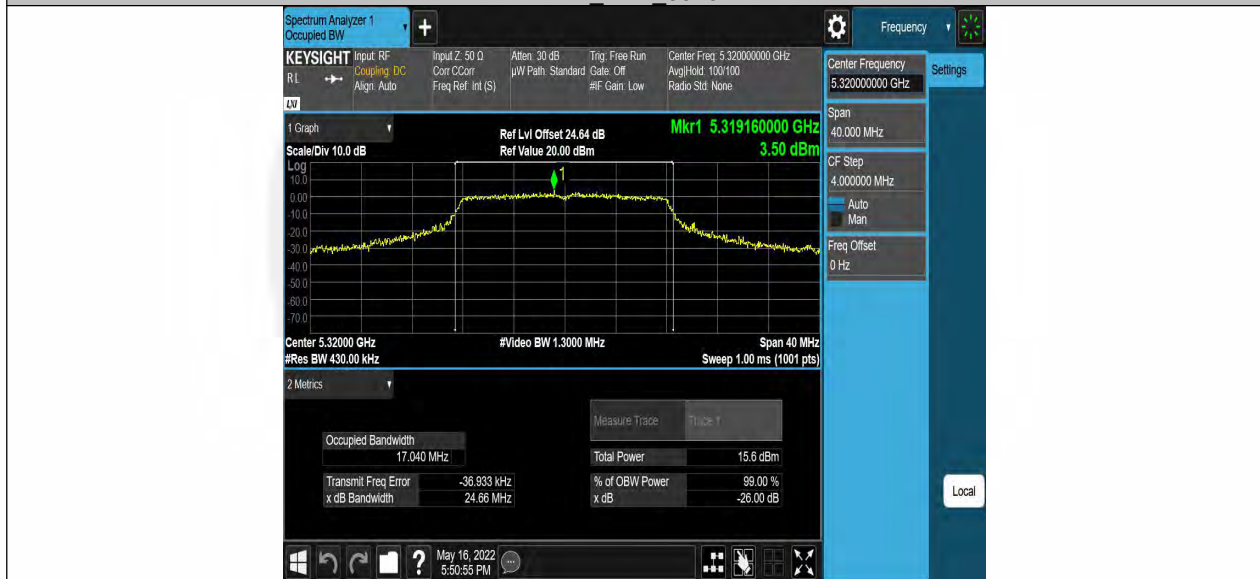 Spectrum Analyzer 1
Occupied BW
+
Frequency
KEYSIGHT
RL
LXI
Input: RF
Coupling: DC
Align: Auto
Input Z: 50 Ω
Corr CCorr
Freq Ref: Int (S)
Atten: 30 dB
µW Path: Standard
Trig: Free Run
Gate: Off
#IF Gain: Low
Center Freq: 5.320000000 GHz
Avg|Hold: 100/100
Radio Std: None
Center Frequency
5.320000000 GHz
Settings
Span
40.000 MHz
CF Step
4.000000 MHz
Auto
Man
Freq Offset
0 Hz
Local
1 Graph
Scale/Div 10.0 dB
Ref Lvl Offset 24.64 dB
Ref Value 20.00 dBm
Mkr1 5.319160000 GHz
3.50 dBm
Log
10.0
0.00
-10.0
-20.0
-30.0
-40.0
-50.0
-60.0
-70.0
1
Center 5.32000 GHz
#Res BW 430.00 kHz
#Video BW 1.3000 MHz
Span 40 MHz
Sweep 1.00 ms (1001 pts)
2 Metrics
Measure Trace Trace 1
Occupied Bandwidth
17.040 MHz
Total Power 15.6 dBm
Transmit Freq Error -36.933 kHz
% of OBW Power 99.00 %
x dB Bandwidth 24.66 MHz
x dB -26.00 dB
?
May 16, 2022
5:50:55 PM